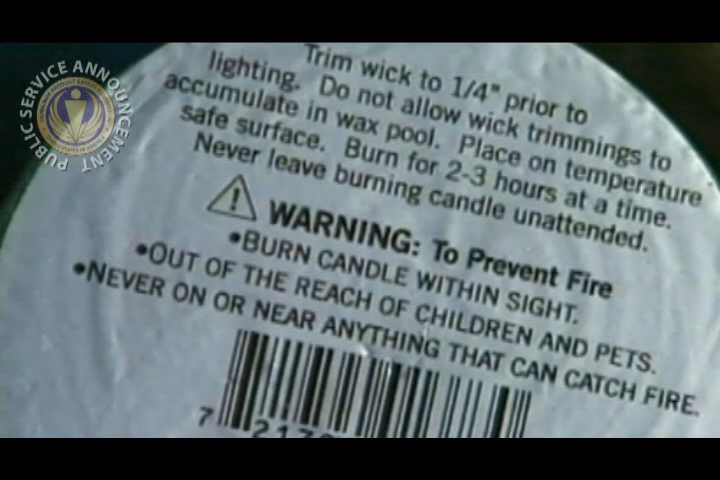 PUBLIC SERVICE ANNOUNCEMENT
Trim wick to 1/4" prior to
lighting. Do not allow wick trimmings to
accumulate in wax pool. Place on temperature
safe surface. Burn for 2-3 hours at a time.
Never leave burning candle unattended.
WARNING: To Prevent Fire
•BURN CANDLE WITHIN SIGHT.
•OUT OF THE REACH OF CHILDREN AND PETS.
•NEVER ON OR NEAR ANYTHING THAT CAN CATCH FIRE.